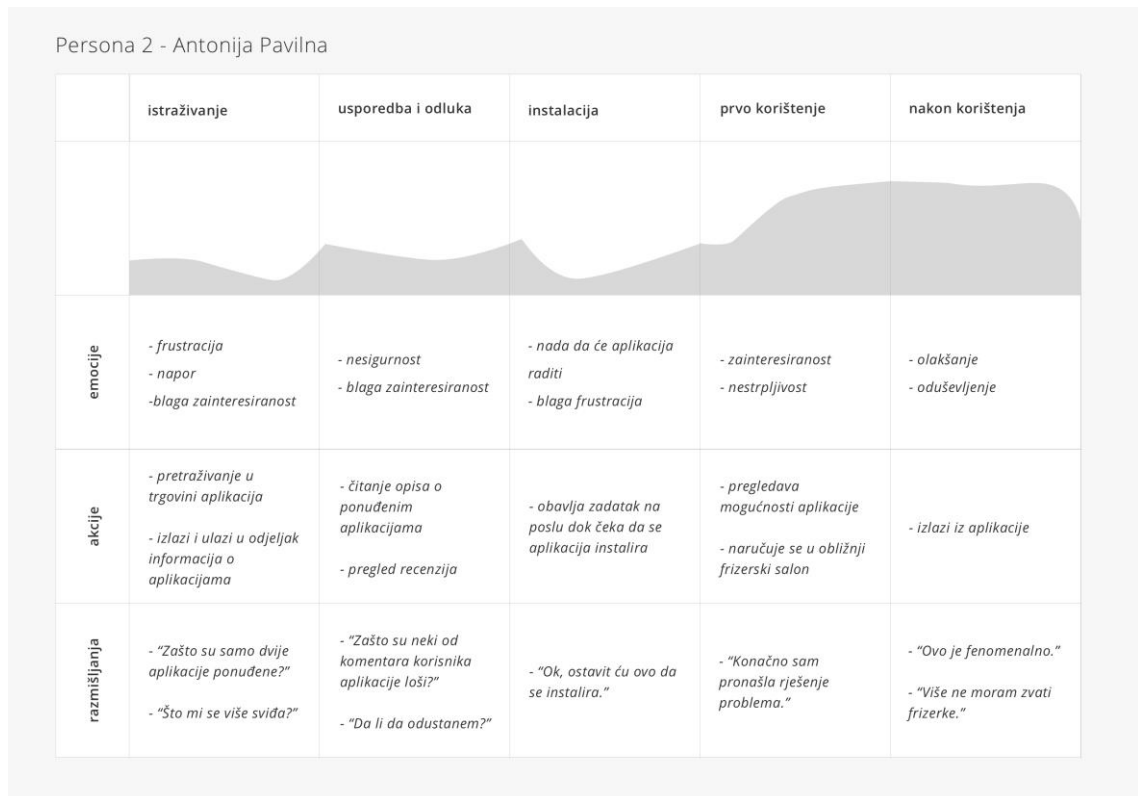 Persona 2 - Antonija Pavilna
istraživanje
usporedba i odluka
instalacija
prvo korištenje
nakon korištenja
emocije
- frustracija
- napor
-blaga zainteresiranost
- nesigurnost
- blaga zainteresiranost
- nada da će aplikacija
raditi
- blaga frustracija
- zainteresiranost
- nestrpljivost
- olakšanje
- oduševljenje
akcije
- pretraživanje u
trgovini aplikacija
- izlazi i ulazi u odjeljak
informacija o
aplikacijama
- čitanje opisa o
ponuđenim
aplikacijama
- pregled recenzija
- obavlja zadatak na
poslu dok čeka da se
aplikacija instalira
- pregledava
mogućnosti aplikacije
- naručuje se u obližnji
frizerski salon
- izlazi iz aplikacije
razmišljanja
- “Zašto su samo dvije
aplikacije ponuđene?”
- “Što mi se više sviđa?”
- “Zašto su neki od
komentara korisnika
aplikacije loši?”
- “Da li da odustanem?”
- “Ok, ostavit ću ovo da
se instalira.”
- “Konačno sam
pronašla rješenje
problema.”
- “Ovo je fenomenalno.”
- “Više ne moram zvati
frizerke.”